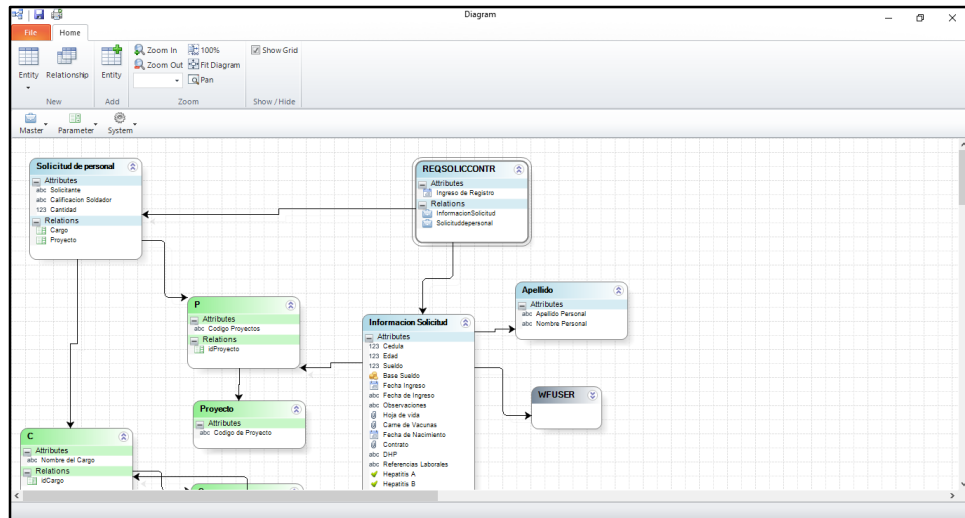 Diagram
File Home
Entity Relationship Entity
Zoom In 100%
Zoom Out Fit Diagram
Pan
Show Grid
New Add Zoom Show / Hide
Master Parameter System
Solicitud de personal
Attributes
abc Solicitante
abc Calificacion Soldador
123 Cantidad
Relations
Cargo
Proyecto
REQSOLICCONTR
Attributes
Ingreso de Registro
Relations
InformacionSolicitud
Solicituddepersonal
P
Attributes
abc Codigo Proyectos
Relations
idProyecto
Apellido
Attributes
abc Apellido Personal
abc Nombre Personal
Informacion Solicitud
Attributes
123 Cedula
123 Edad
123 Sueldo
Base Sueldo
Fecha Ingreso
abc Fecha de Ingreso
abc Observaciones
Hoja de vida
Carne de Vacunas
Fecha de Nacimiento
Contrato
abc DHP
abc Referencias Laborales
Hepatitis A
Hepatitis B
WFUSER
Proyecto
Attributes
abc Codigo de Proyecto
C
Attributes
abc Nombre del Cargo
Relations
idCargo